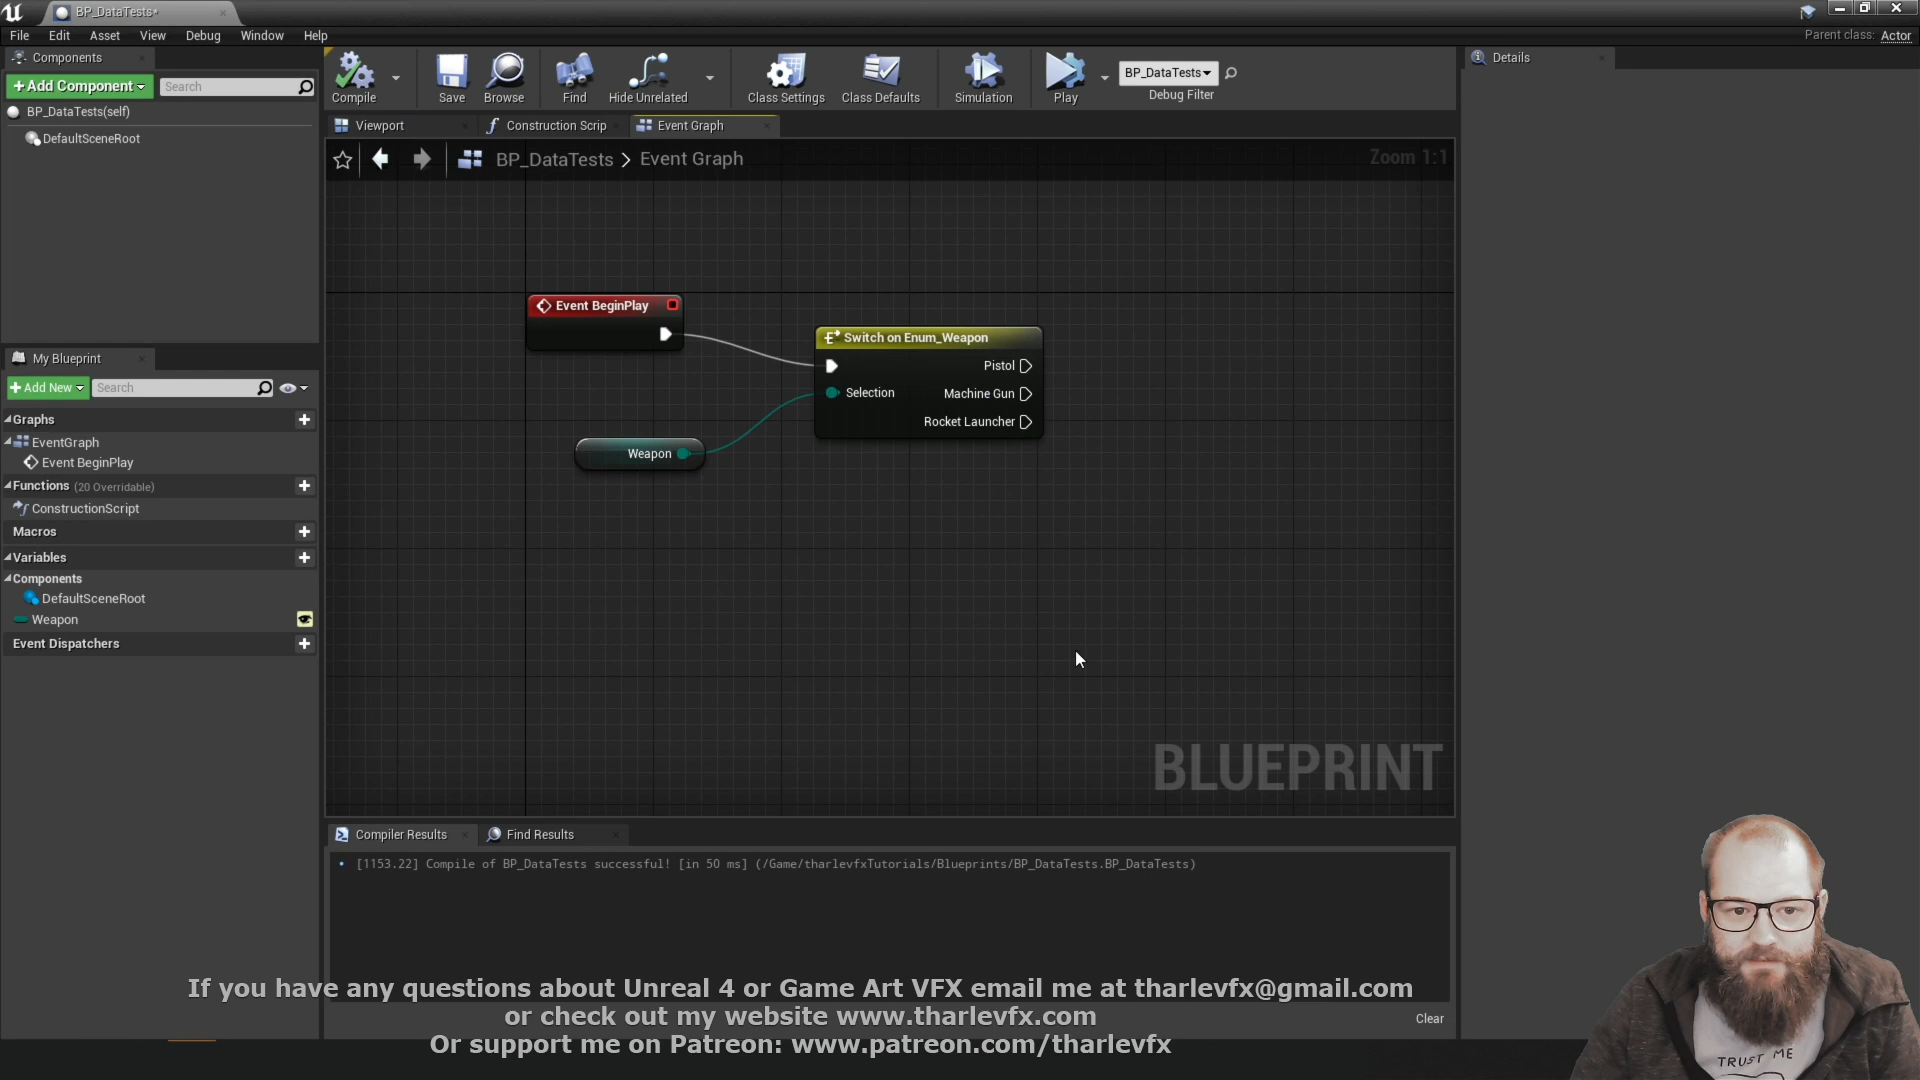 BP_DataTests*
File Edit Asset View Debug Window Help
Parent class: Actor
Components
Add Component
Search
BP_DataTests(self)
DefaultSceneRoot
Compile
Save
Browse
Find
Hide Unrelated
Class Settings
Class Defaults
Simulation
Play
BP_DataTests
Debug Filter
Details
Viewport
Construction Scrip
Event Graph
BP_DataTests > Event Graph
Zoom 1:1
Event BeginPlay
Switch on Enum_Weapon
Pistol
Selection
Machine Gun
Rocket Launcher
Weapon
BLUEPRINT
My Blueprint
Add New
Search
Graphs
EventGraph
Event BeginPlay
Functions (20 Overridable)
ConstructionScript
Macros
Variables
Components
DefaultSceneRoot
Weapon
Event Dispatchers
Compiler Results
Find Results
[1153.22] Compile of BP_DataTests successful! [in 50 ms] (/Game/tharlevfxTutorials/Blueprints/BP_DataTests.BP_DataTests)
Clear
If you have any questions about Unreal 4 or Game Art VFX email me at tharlevfx@gmail.com
or check out my website www.tharlevfx.com
Or support me on Patreon: www.patreon.com/tharlevfx
TRUST ME